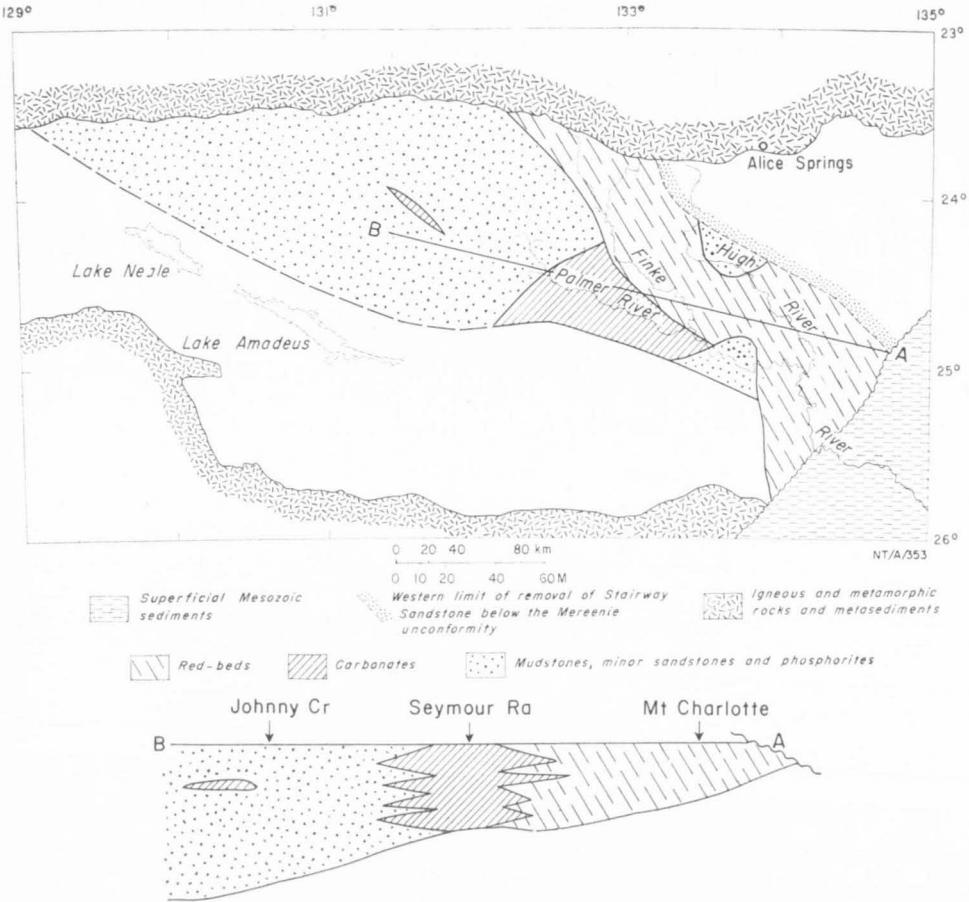 129° 131° 133° 135°
23°
Alice Springs
24°
B
Hugh
Finke
Lake Neale
Palmer River
River
Lake Amadeus
A
25°
River
26°
0 20 40 80 km
NT/A/353
0 10 20 40 60M
Superficial Mesozoic
sediments
Western limit of removal of Stairway
Sandstone below the Mereenie
unconformity
Igneous and metamorphic
rocks and metasediments
Red-beds
Carbonates
Mudstones, minor sandstones and phosphorites
Johnny Cr Seymour Ra Mt Charlotte
B A